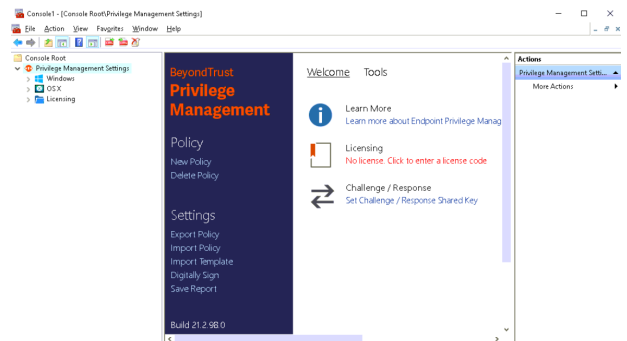 Console1 - [Console Root\Privilege Management Settings]
File Action View Favorites Window Help
Console Root
Privilege Management Settings
Windows
OS X
Licensing
BeyondTrust
Privilege
Management
Policy
New Policy
Delete Policy
Settings
Export Policy
Import Policy
Import Template
Digitally Sign
Save Report
Build 21.2.98.0
Welcome Tools
Learn More
Learn more about Endpoint Privilege Manag
Licensing
No license. Click to enter a license code
Challenge / Response
Set Challenge / Response Shared Key
Actions
Privilege Management Setti...
More Actions